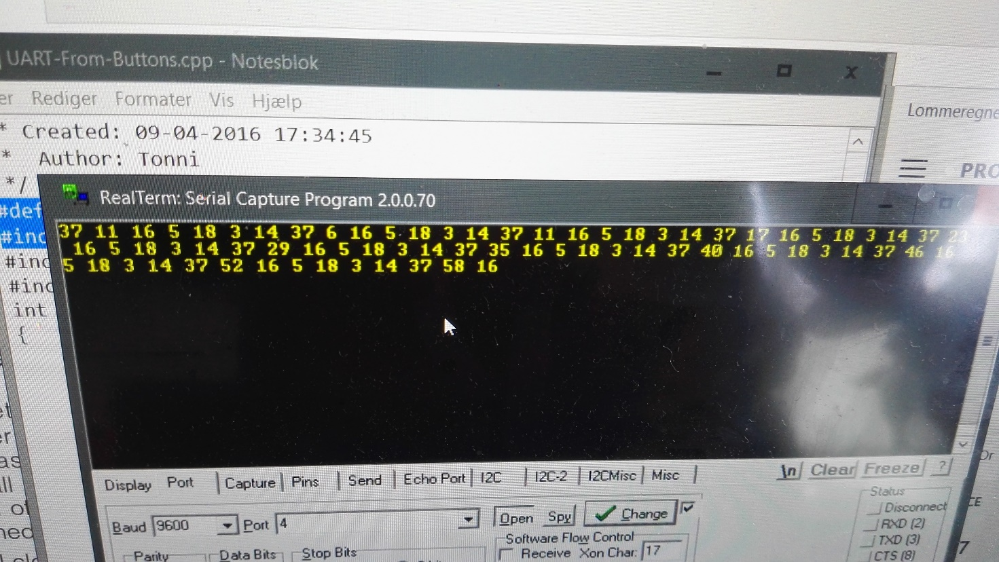 UART-From-Buttons.cpp - Notesblok
Rediger Formater Vis Hjælp
Lommeregne
* Created: 09-04-2016 17:34:45
* Author: Tonni
*/
PRO
RealTerm: Serial Capture Program 2.0.0.70
#def
#inc
#inc
#inc
int
{
37 11 16 5 18 3 14 37 6 16 5 18 3 14 37 11 16 5 18 3 14 37 17 16 5 18 3 14 37 23
16 5 18 3 14 37 29 16 5 18 3 14 37 35 16 5 18 3 14 37 40 16 5 18 3 14 37 46 16
5 18 3 14 37 52 16 5 18 3 14 37 58 16
Display Port Capture Pins Send Echo Port I2C I2C-2 I2CMisc Misc
\n Clear Freeze ?
Baud 9600 Port 4 Open Spy Change
Status
Disconnect
RXD (2)
TXD (3)
CTS (8)
Software Flow Control
Receive Xon Char: 17
Parity Data Bits Stop Bits